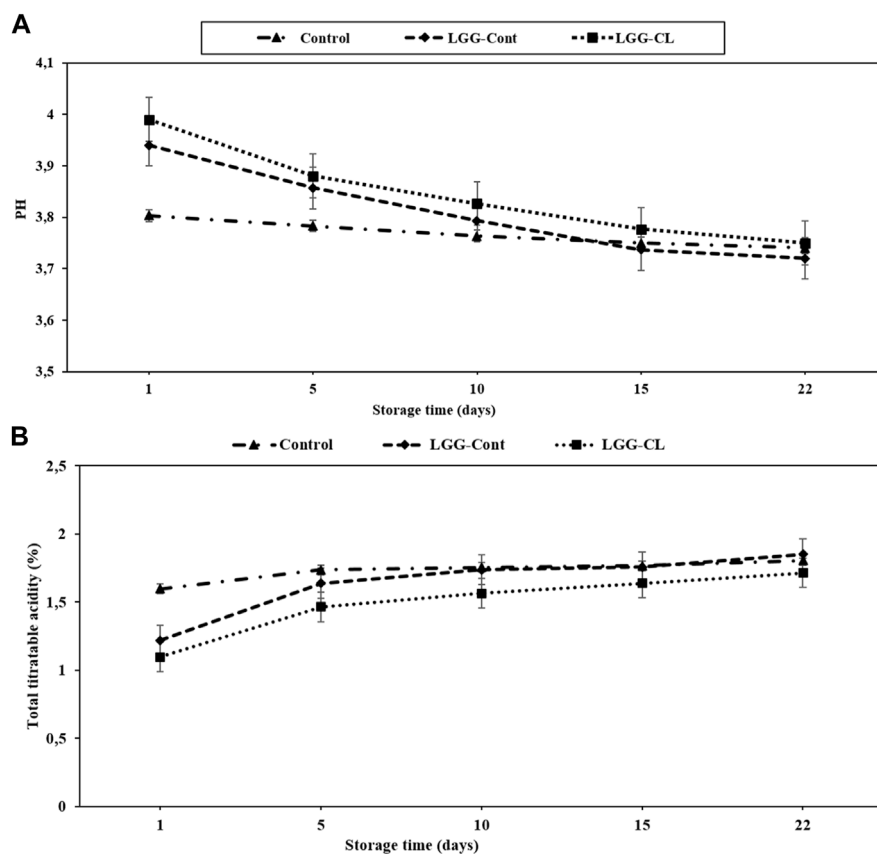 A
Control LGG-Cont LGG-CL
4,1
4
3,9
3,8
3,7
3,6
3,5
PH
1 5 10 15 22
Storage time (days)
B
Control LGG-Cont LGG-CL
2,5
2
1,5
1
0,5
0
Total titratable acidity (%)
1 5 10 15 22
Storage time (days)